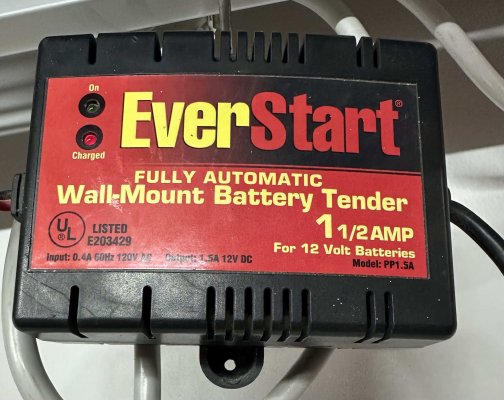 On
Charged
EverStart®
FULLY AUTOMATIC
Wall-Mount Battery Tender
1 1/2 AMP
For 12 Volt Batteries
UL®
LISTED
E203429
Input: 0.4A 60Hz 120V AC Output: 1.5A 12V DC
Model: PP1.5A